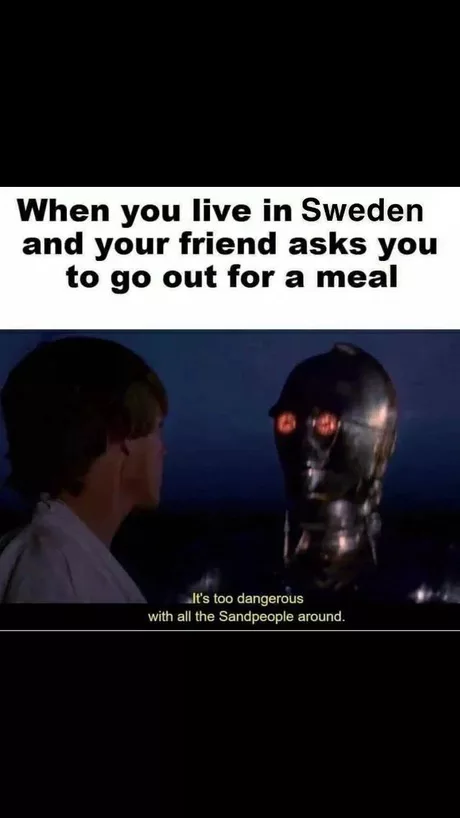 When you live in Sweden
and your friend asks you
to go out for a meal
It's too dangerous
with all the Sandpeople around.